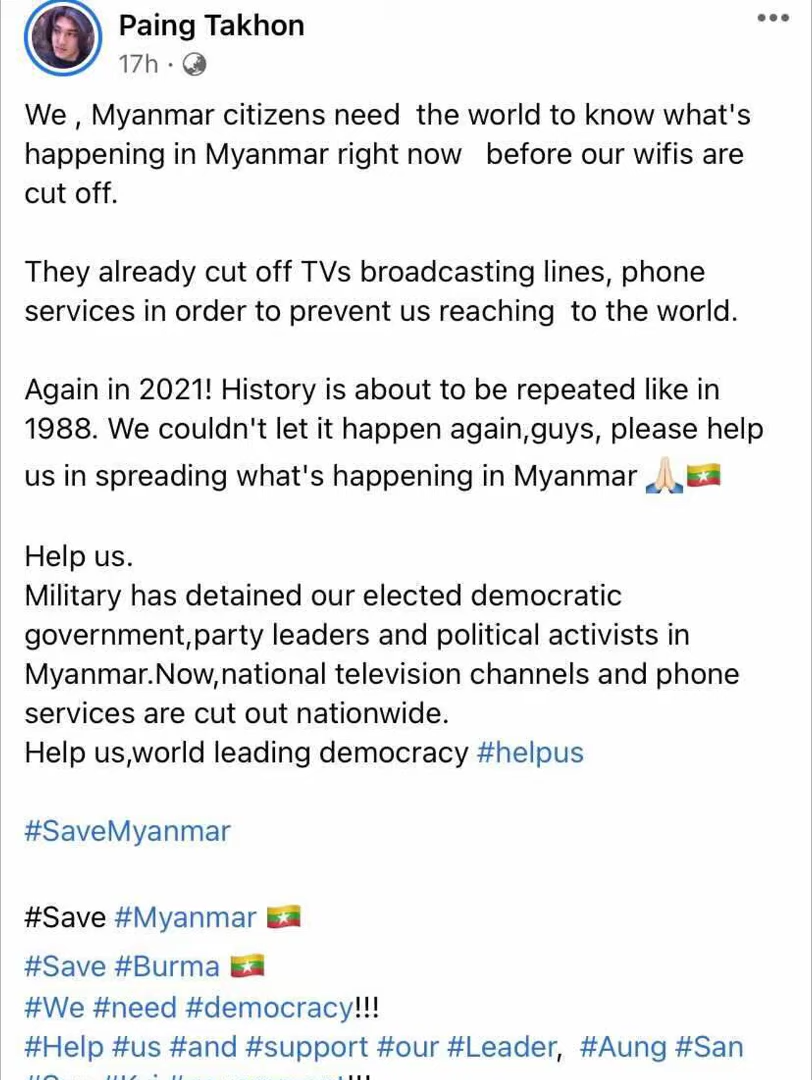 Paing Takhon
17h ·
We , Myanmar citizens need the world to know what's
happening in Myanmar right now before our wifis are
cut off.
They already cut off TVs broadcasting lines, phone
services in order to prevent us reaching to the world.
Again in 2021! History is about to be repeated like in
1988. We couldn't let it happen again,guys, please help
us in spreading what's happening in Myanmar 🙏🏻🇲🇲
Help us.
Military has detained our elected democratic
government,party leaders and political activists in
Myanmar.Now,national television channels and phone
services are cut out nationwide.
Help us,world leading democracy #helpus
#SaveMyanmar
#Save #Myanmar 🇲🇲
#Save #Burma 🇲🇲
#We #need #democracy!!!
#Help #us #and #support #our #Leader, #Aung #San